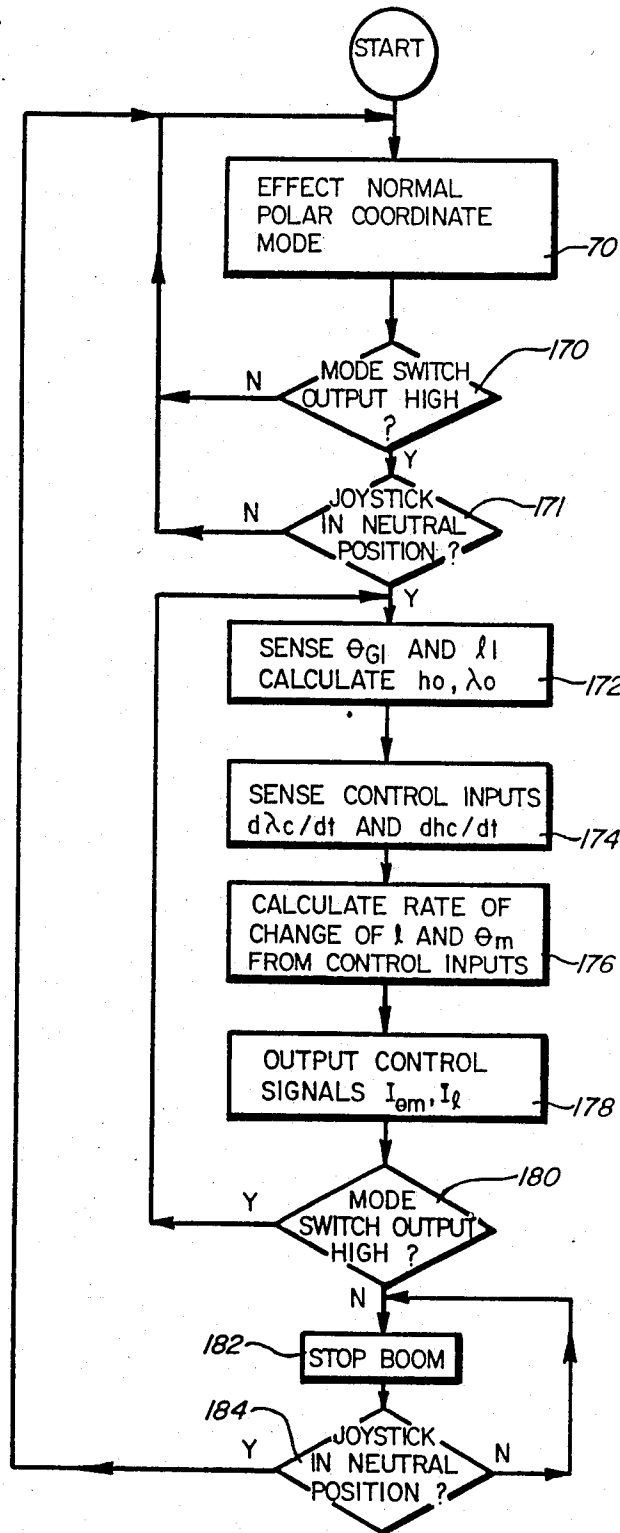 START
EFFECT NORMAL
POLAR COORDINATE
MODE
70
MODE SWITCH
OUTPUT HIGH
?
170
N
Y
JOYSTICK
IN NEUTRAL
POSITION ?
171
N
Y
SENSE θGI AND ℓI
CALCULATE ho, λo
172
SENSE CONTROL INPUTS
dλc/dt AND dhc/dt
174
CALCULATE RATE OF
CHANGE OF ℓ AND θm
FROM CONTROL INPUTS
176
OUTPUT CONTROL
SIGNALS Iθm, Iℓ
178
MODE
SWITCH OUTPUT
HIGH ?
180
Y
N
182
STOP BOOM
184
JOYSTICK
IN NEUTRAL
POSITION ?
Y
N